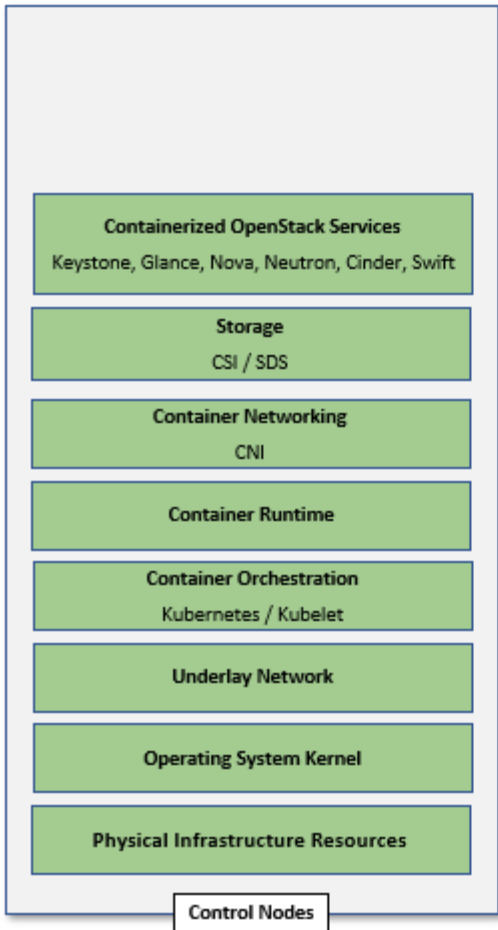 Containerized OpenStack Services
Keystone, Glance, Nova, Neutron, Cinder, Swift
Storage
CSI / SDS
Container Networking
CNI
Container Runtime
Container Orchestration
Kubernetes / Kubelet
Underlay Network
Operating System Kernel
Physical Infrastructure Resources
Control Nodes